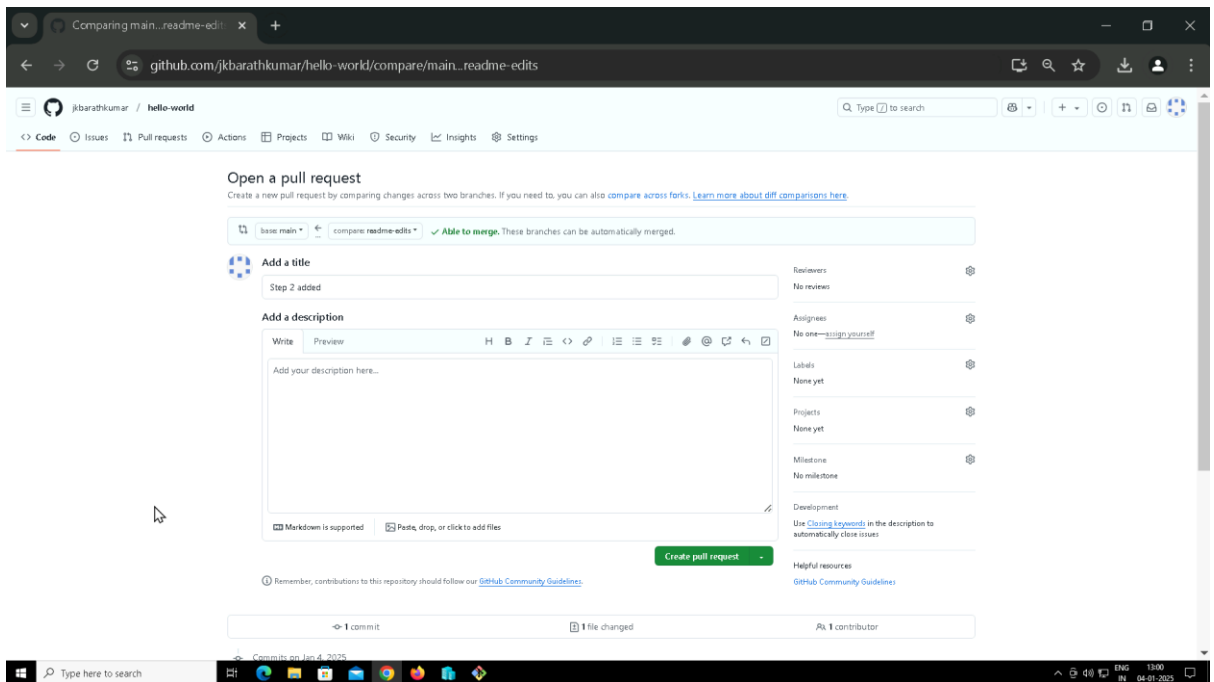 Comparing main...readme-edit
github.com/jkbarathkumar/hello-world/compare/main...readme-edits
jkbarathkumar / hello-world
Type / to search
Code Issues Pull requests Actions Projects Wiki Security Insights Settings
Open a pull request
Create a new pull request by comparing changes across two branches. If you need to, you can also compare across forks. Learn more about diff comparisons here.
base: main compare: readme-edits Able to merge. These branches can be automatically merged.
Add a title
Step 2 added
Add a description
Write Preview
Add your description here...
Markdown is supported Paste, drop, or click to add files
Create pull request
Remember, contributions to this repository should follow our GitHub Community Guidelines.
Reviewers
No reviews
Assignees
No one—assign yourself
Labels
None yet
Projects
None yet
Milestone
No milestone
Development
Use Closing keywords in the description to
automatically close issues
Helpful resources
GitHub Community Guidelines
1 commit 1 file changed 1 contributor
Commits on Jan 4, 2025
Type here to search
ENG 13:00
IN 04-01-2025